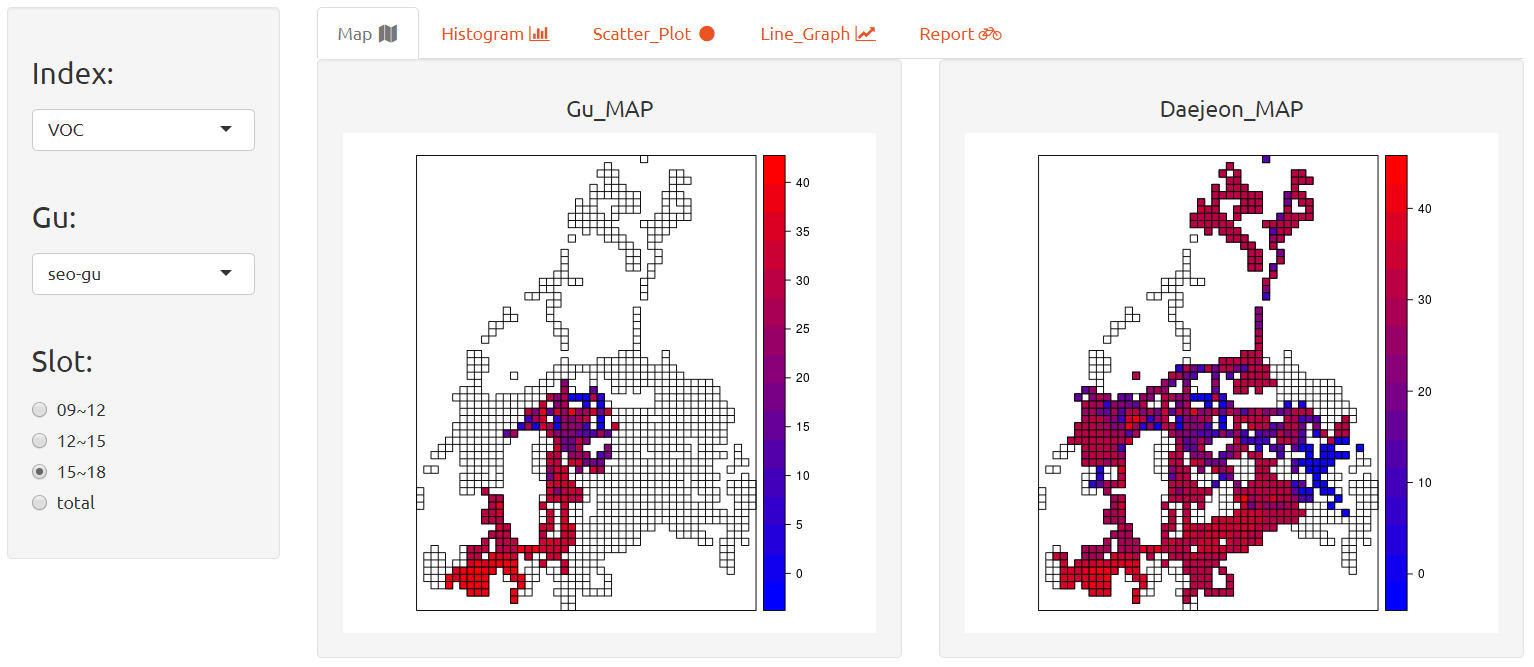 Index:
VOC
Gu:
seo-gu
Slot:
09~12
12~15
15~18
total
Map Histogram Scatter_Plot Line_Graph Report
Gu_MAP
40
35
30
25
20
15
10
5
0
Daejeon_MAP
40
30
20
10
0